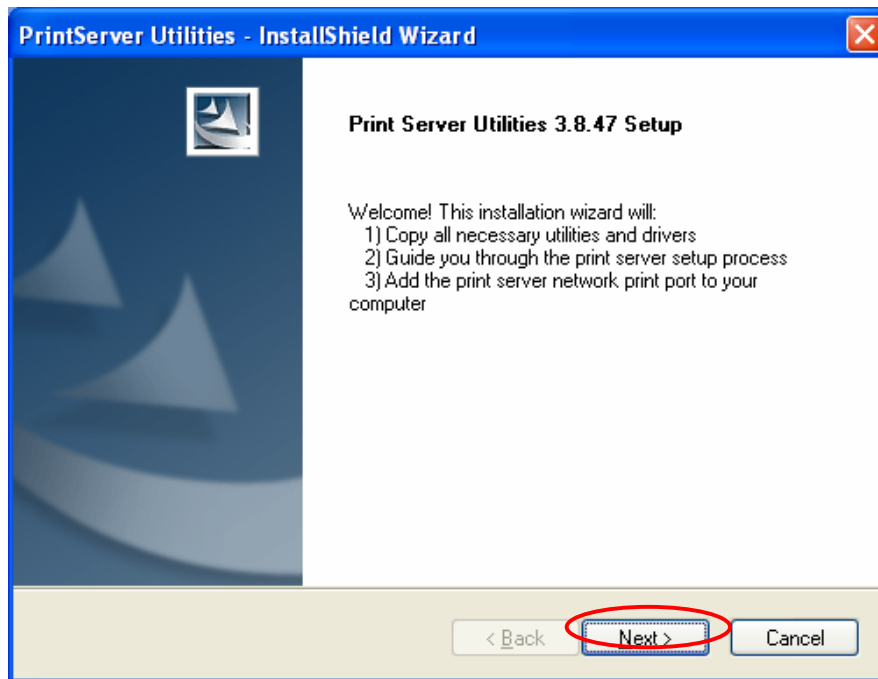 PrintServer Utilities - InstallShield Wizard
Print Server Utilities 3.8.47 Setup
Welcome! This installation wizard will:
1) Copy all necessary utilities and drivers
2) Guide you through the print server setup process
3) Add the print server network print port to your
computer
< Back
Next >
Cancel